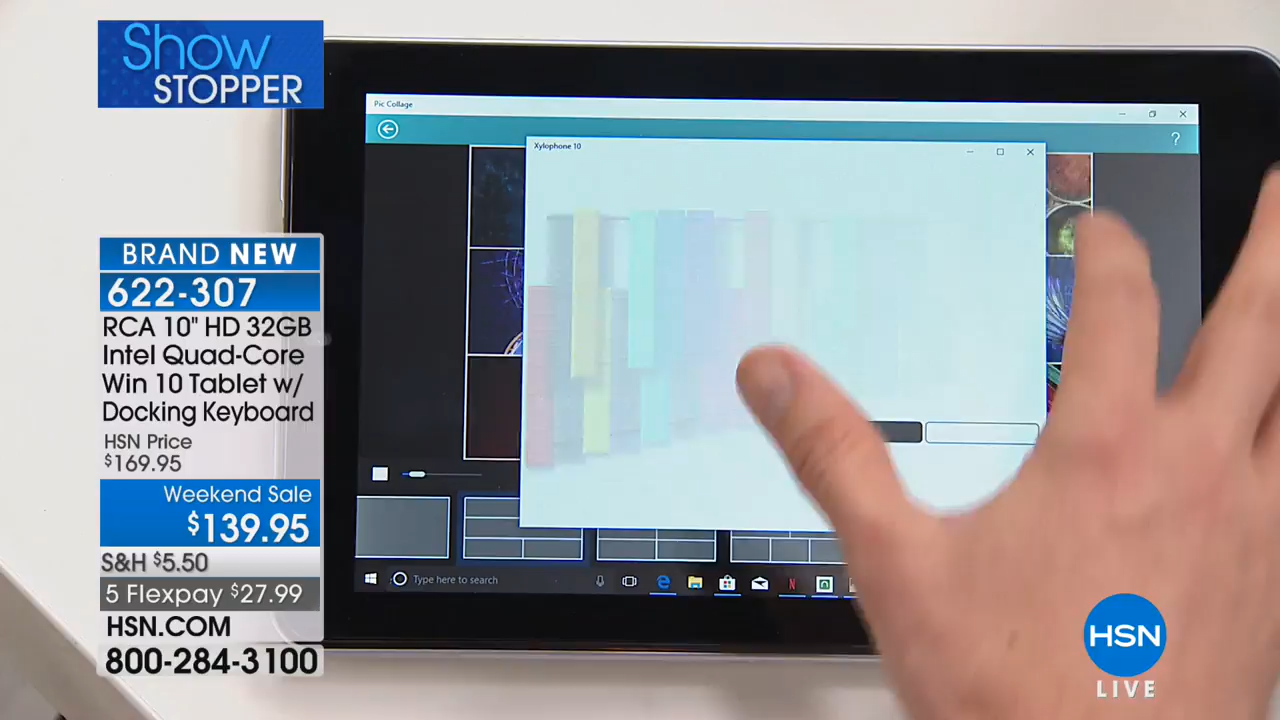 Show
STOPPER
BRAND NEW
622-307
RCA 10" HD 32GB
Intel Quad-Core
Win 10 Tablet w/
Docking Keyboard
HSN Price
$169.95
Weekend Sale
$139.95
S&H $5.50
5 Flexpay $27.99
HSN.COM
800-284-3100
Pic Collage
?
Xylophone 10
Type here to search
HSN
LIVE